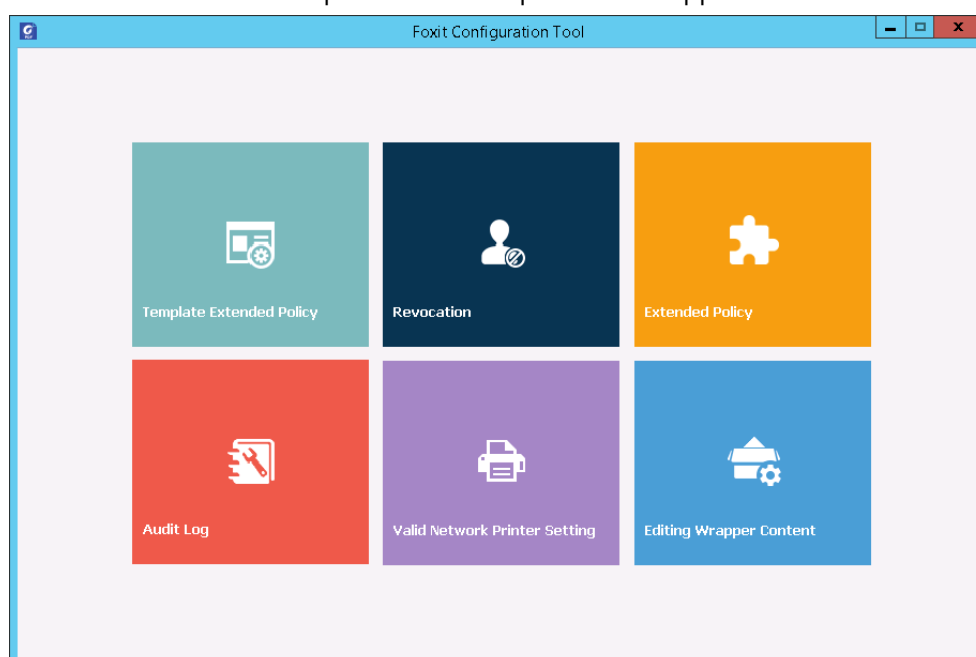 Foxit Configuration Tool
Template Extended Policy
Revocation
Extended Policy
Audit Log
Valid Network Printer Setting
Editing Wrapper Content